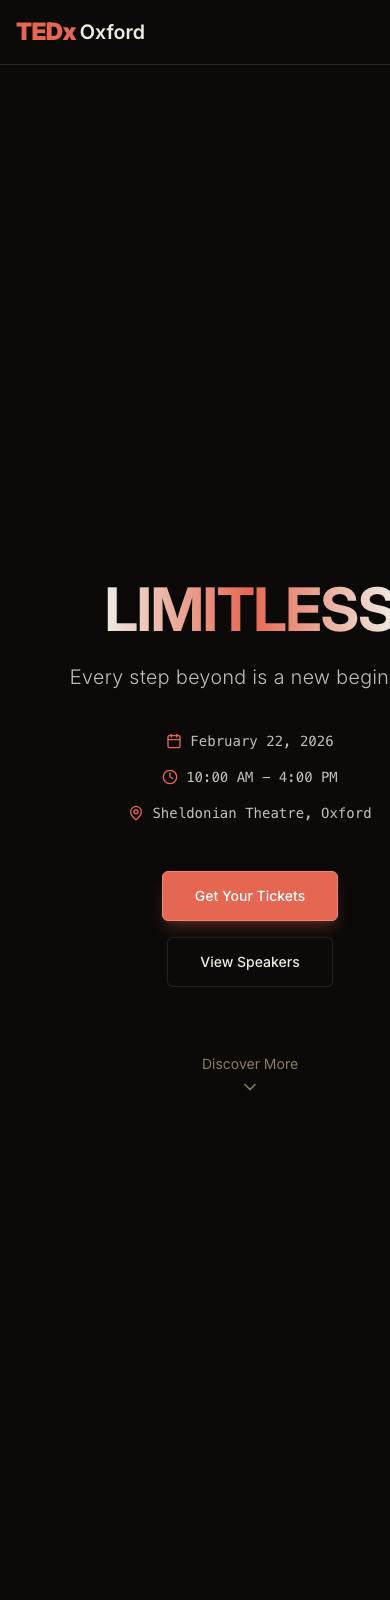 TEDx Oxford
LIMITLESS
Every step beyond is a new begin
February 22, 2026
10:00 AM – 4:00 PM
Sheldonian Theatre, Oxford
Get Your Tickets
View Speakers
Discover More